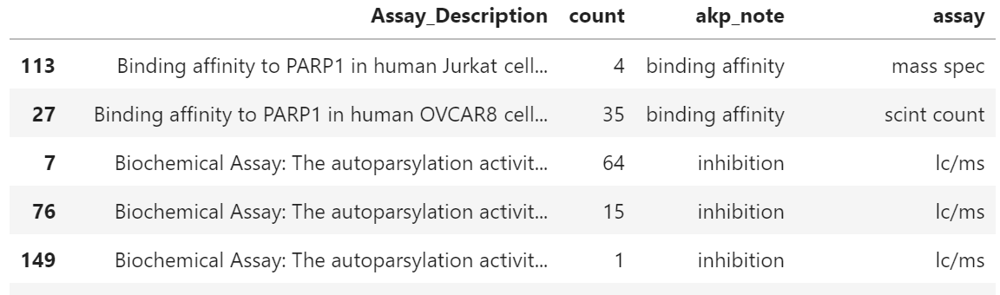 Assay_Description count akp_note assay
113 Binding affinity to PARP1 in human Jurkat cell... 4 binding affinity mass spec
27 Binding affinity to PARP1 in human OVCAR8 cell... 35 binding affinity scint count
7 Biochemical Assay: The autoparsylation activit... 64 inhibition lc/ms
76 Biochemical Assay: The autoparsylation activit... 15 inhibition lc/ms
149 Biochemical Assay: The autoparsylation activit... 1 inhibition lc/ms